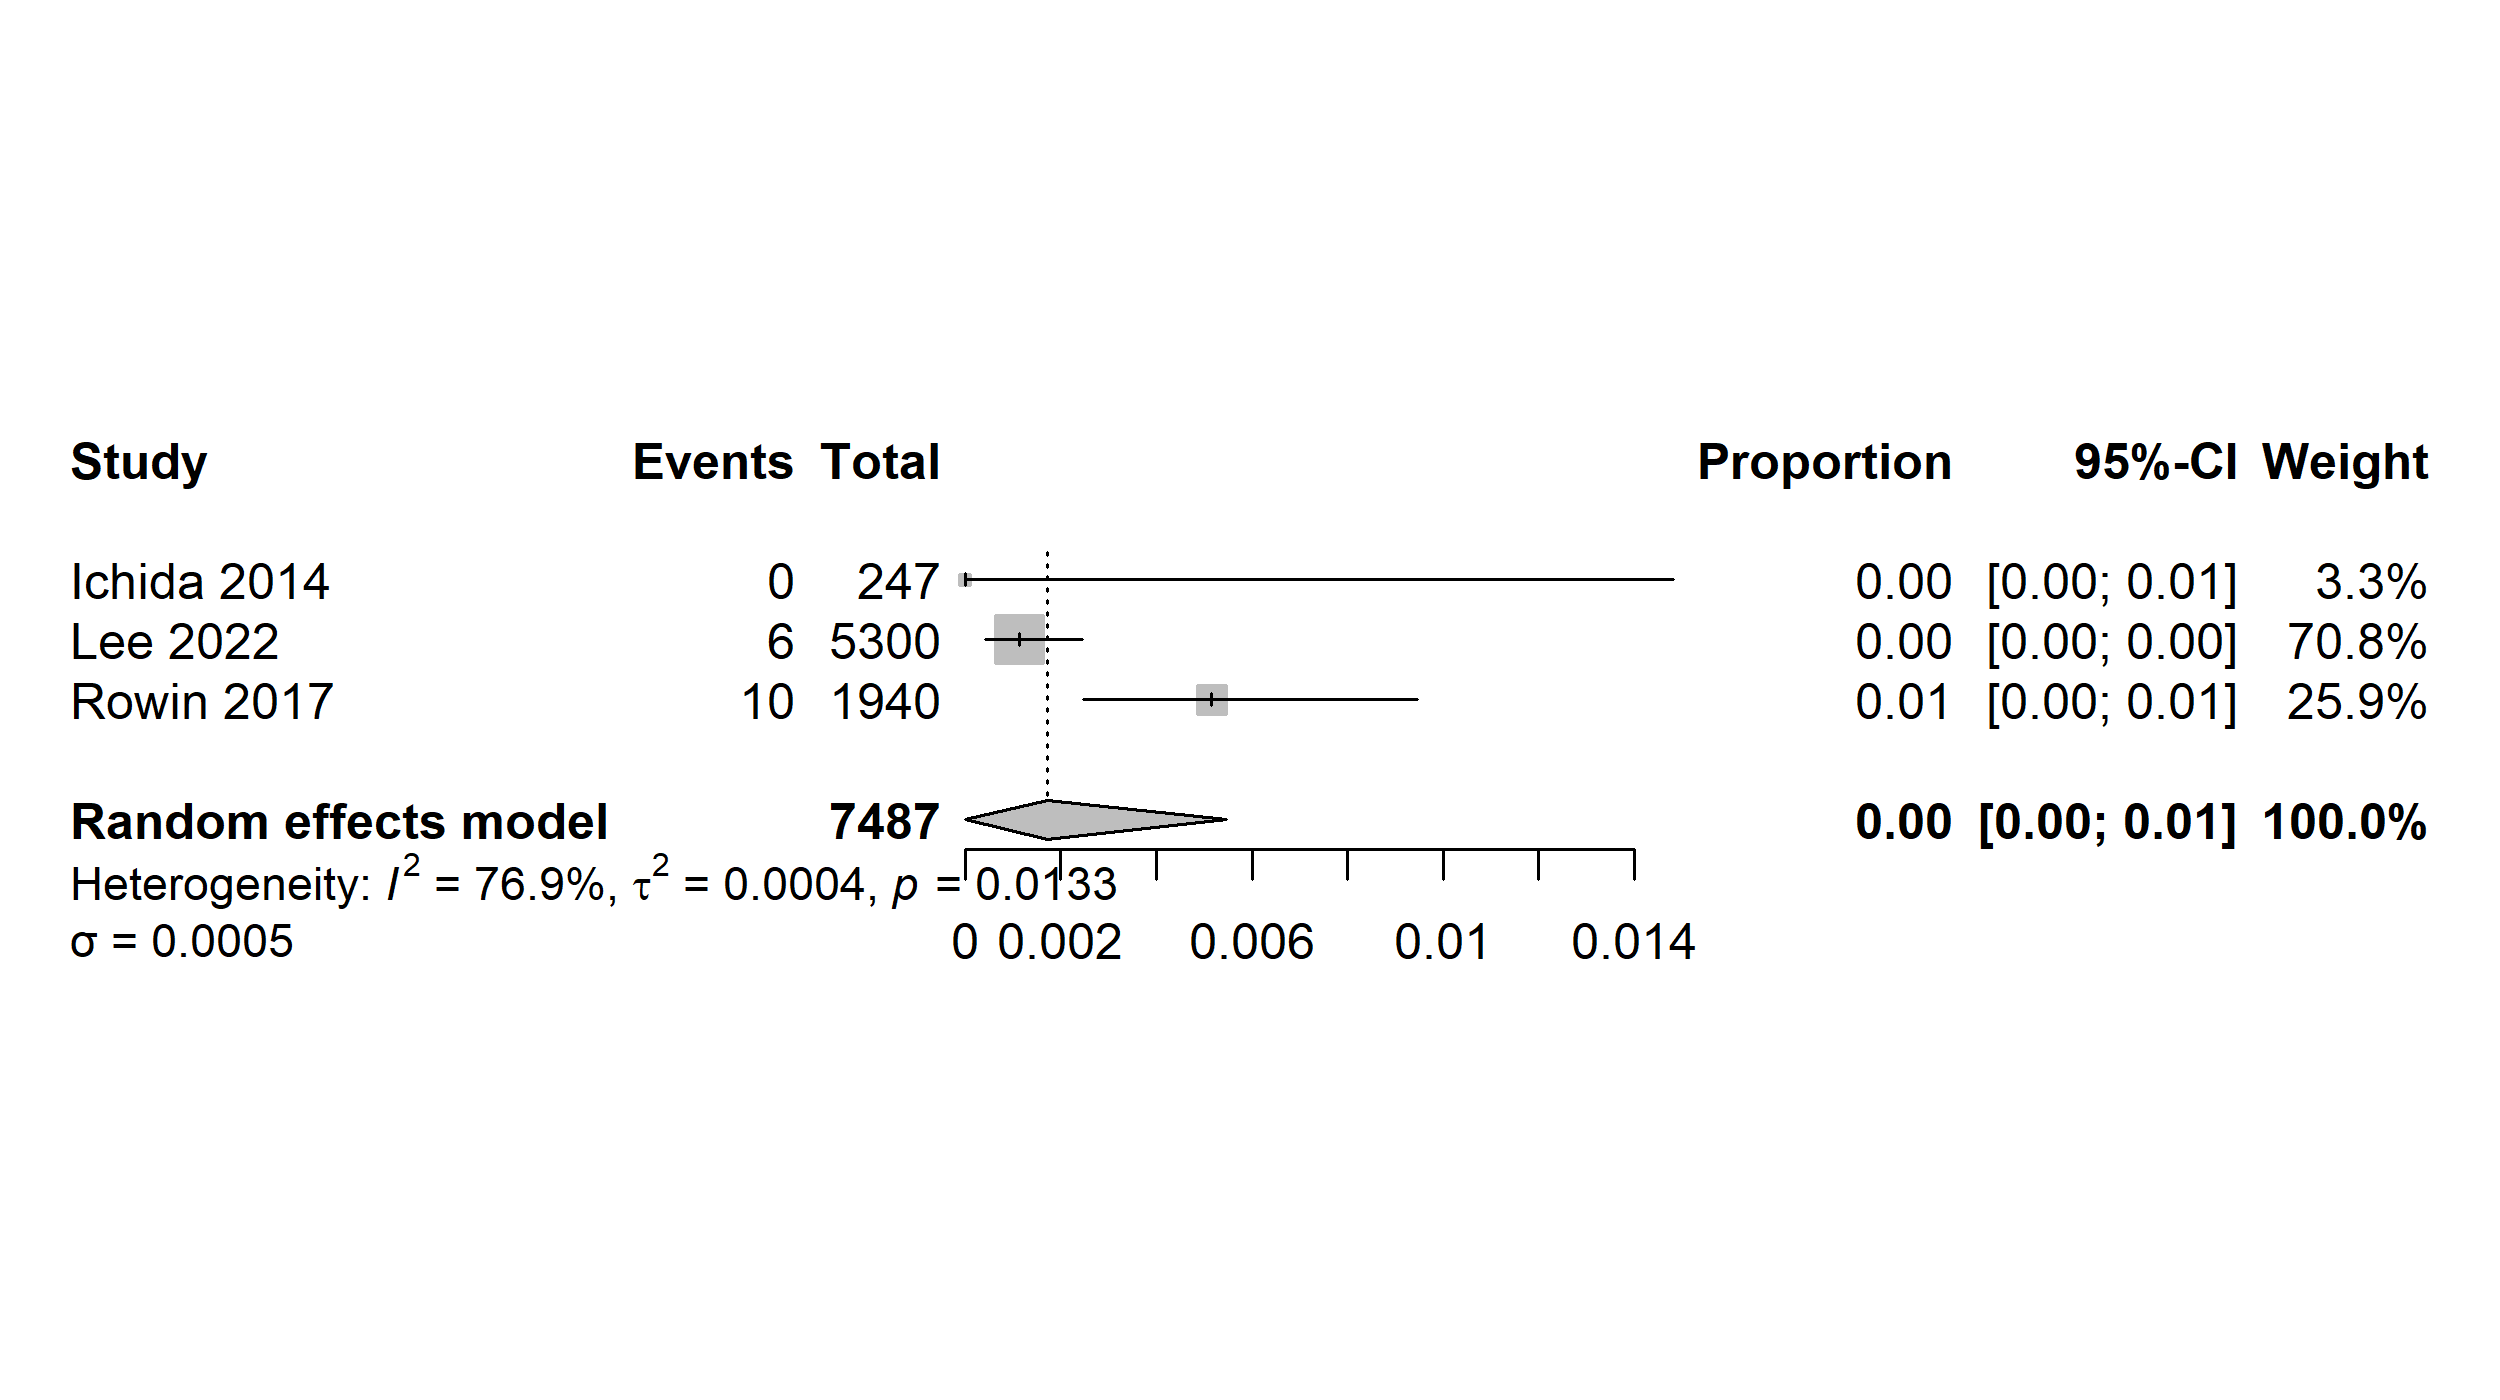 Study Events Total Proportion 95%-CI Weight
Ichida 2014 0 247 0.00 [0.00; 0.01] 3.3%
Lee 2022 6 5300 0.00 [0.00; 0.00] 70.8%
Rowin 2017 10 1940 0.01 [0.00; 0.01] 25.9%
Random effects model 7487 0.00 [0.00; 0.01] 100.0%
Heterogeneity: I² = 76.9%, τ² = 0.0004, p = 0.0133
σ = 0.0005 0 0.002 0.006 0.01 0.014